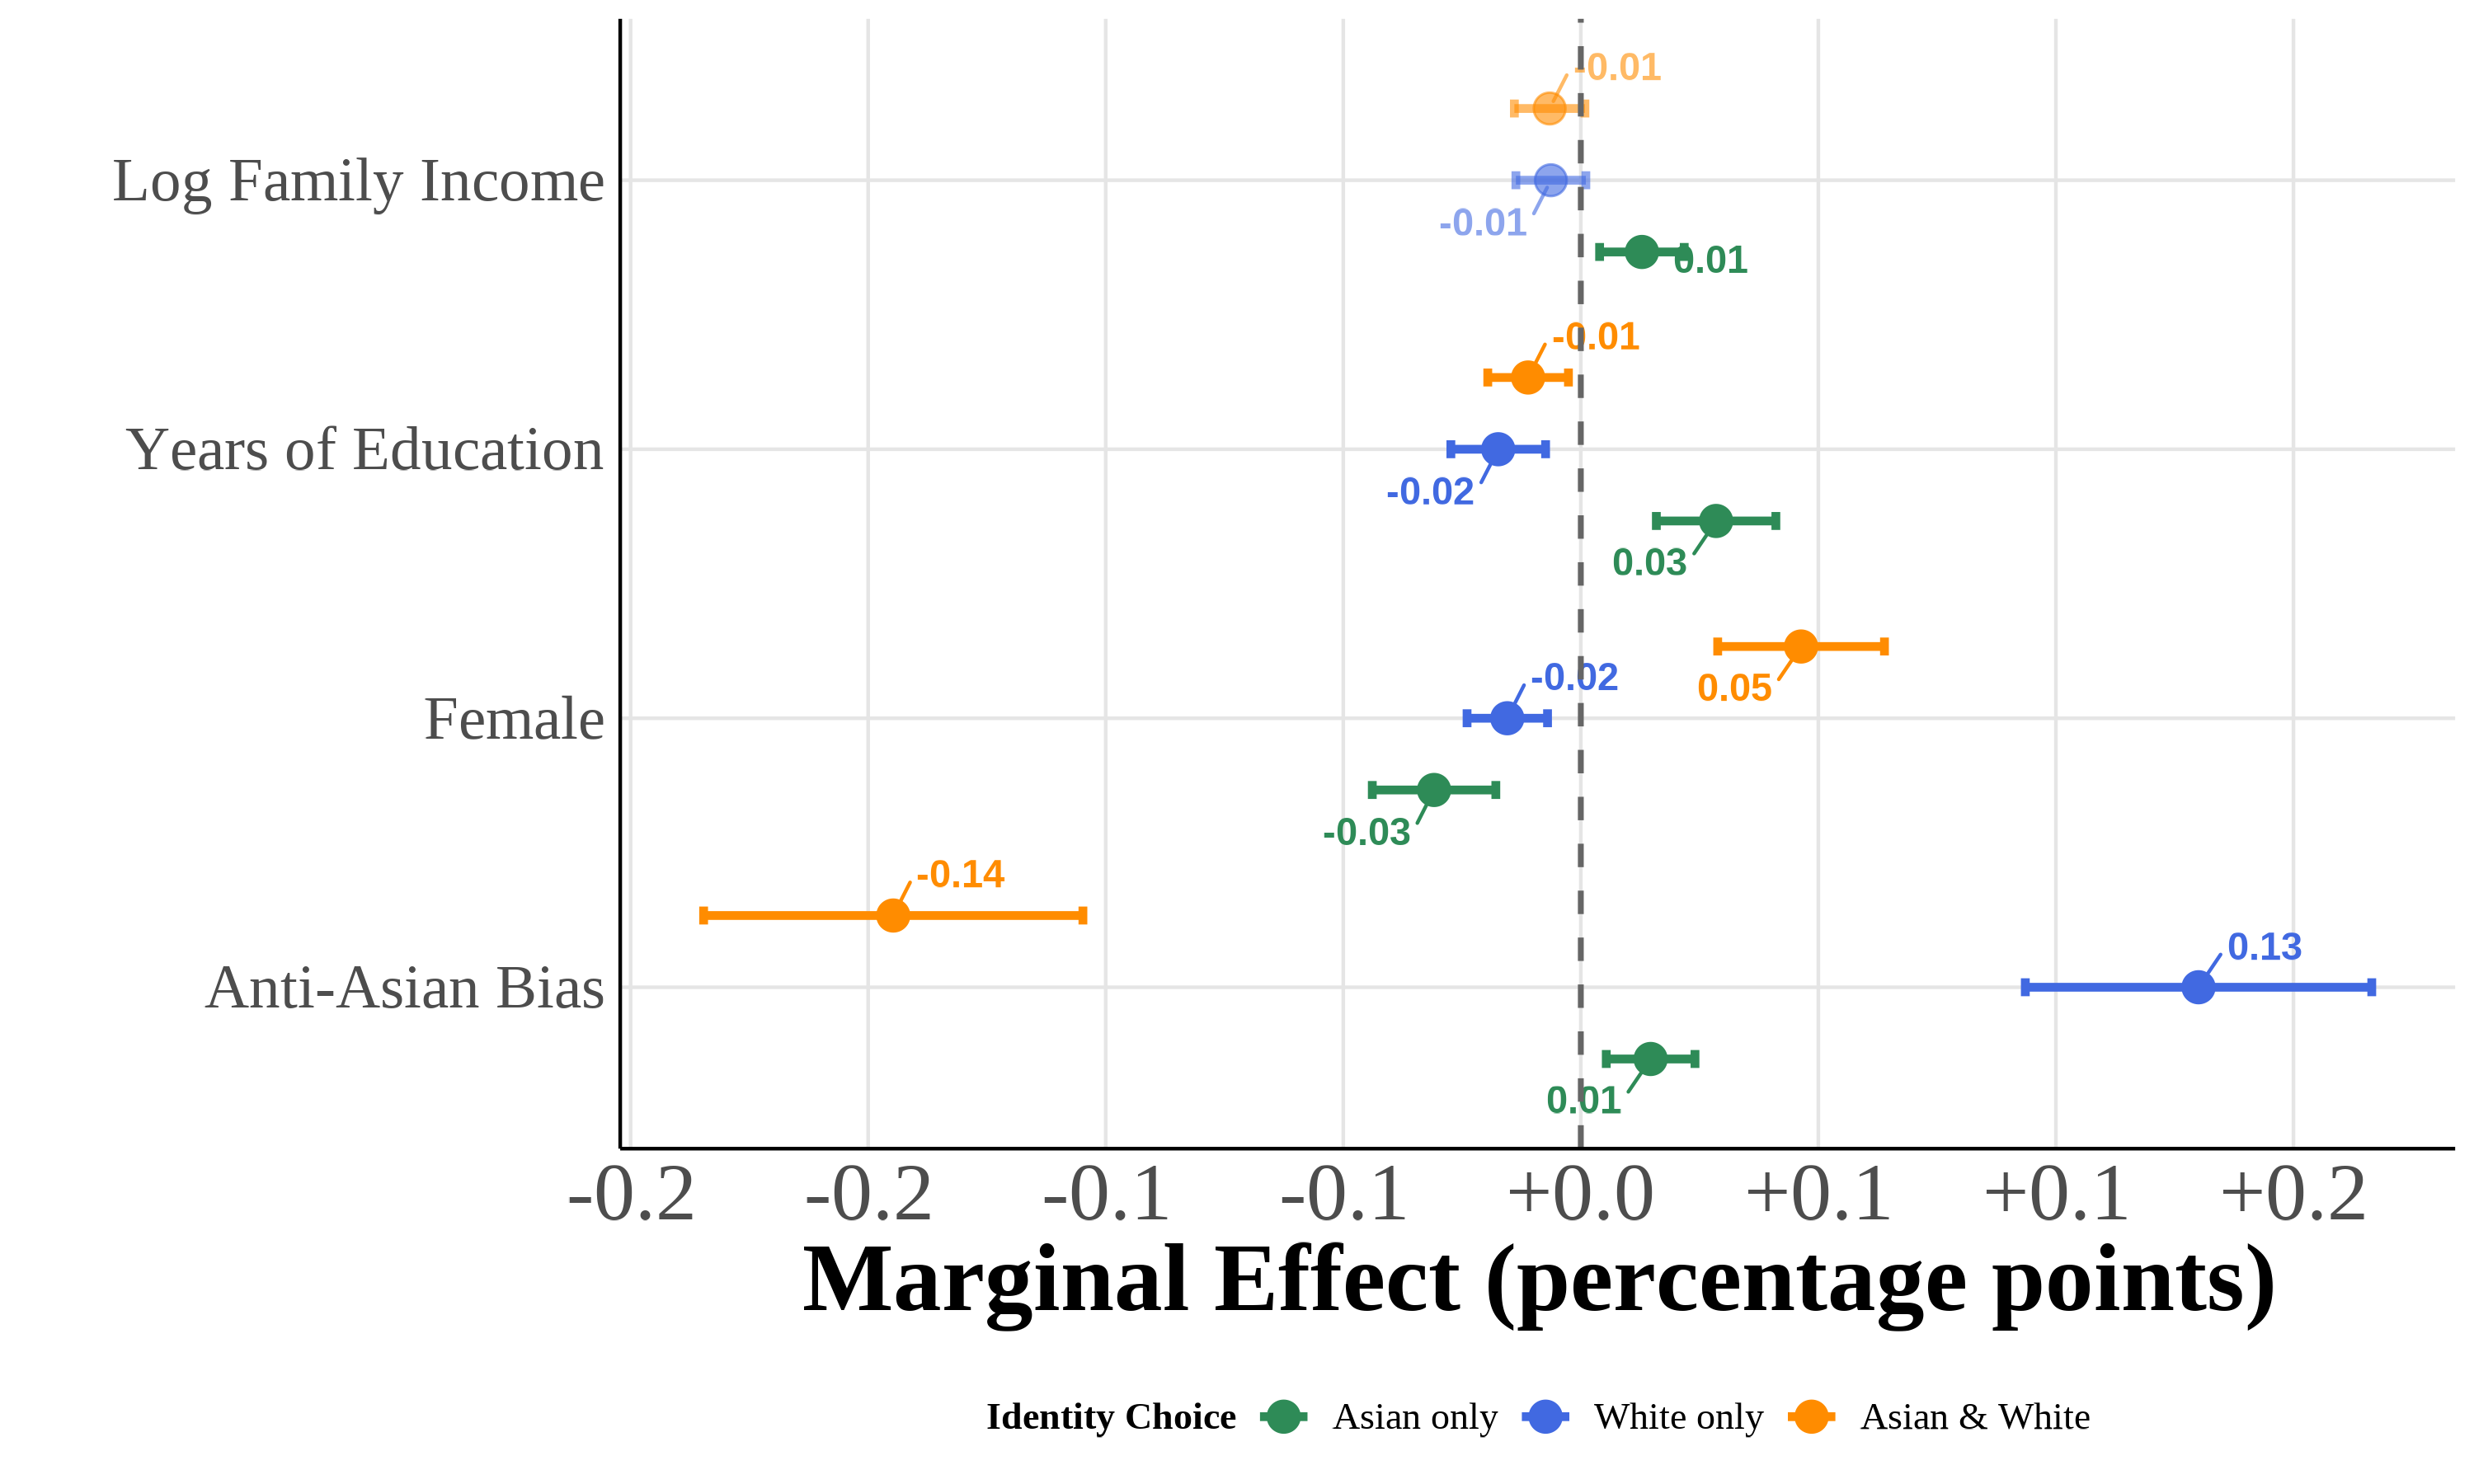 -0.01
Log Family Income
-0.01
0.01
-0.01
Years of Education
-0.02
0.03
-0.02
0.05
Female
-0.03
-0.14
0.13
Anti-Asian Bias
0.01
-0.2 -0.2 -0.1 -0.1 +0.0 +0.1 +0.1 +0.2
Marginal Effect (percentage points)
Identity Choice Asian only White only Asian & White